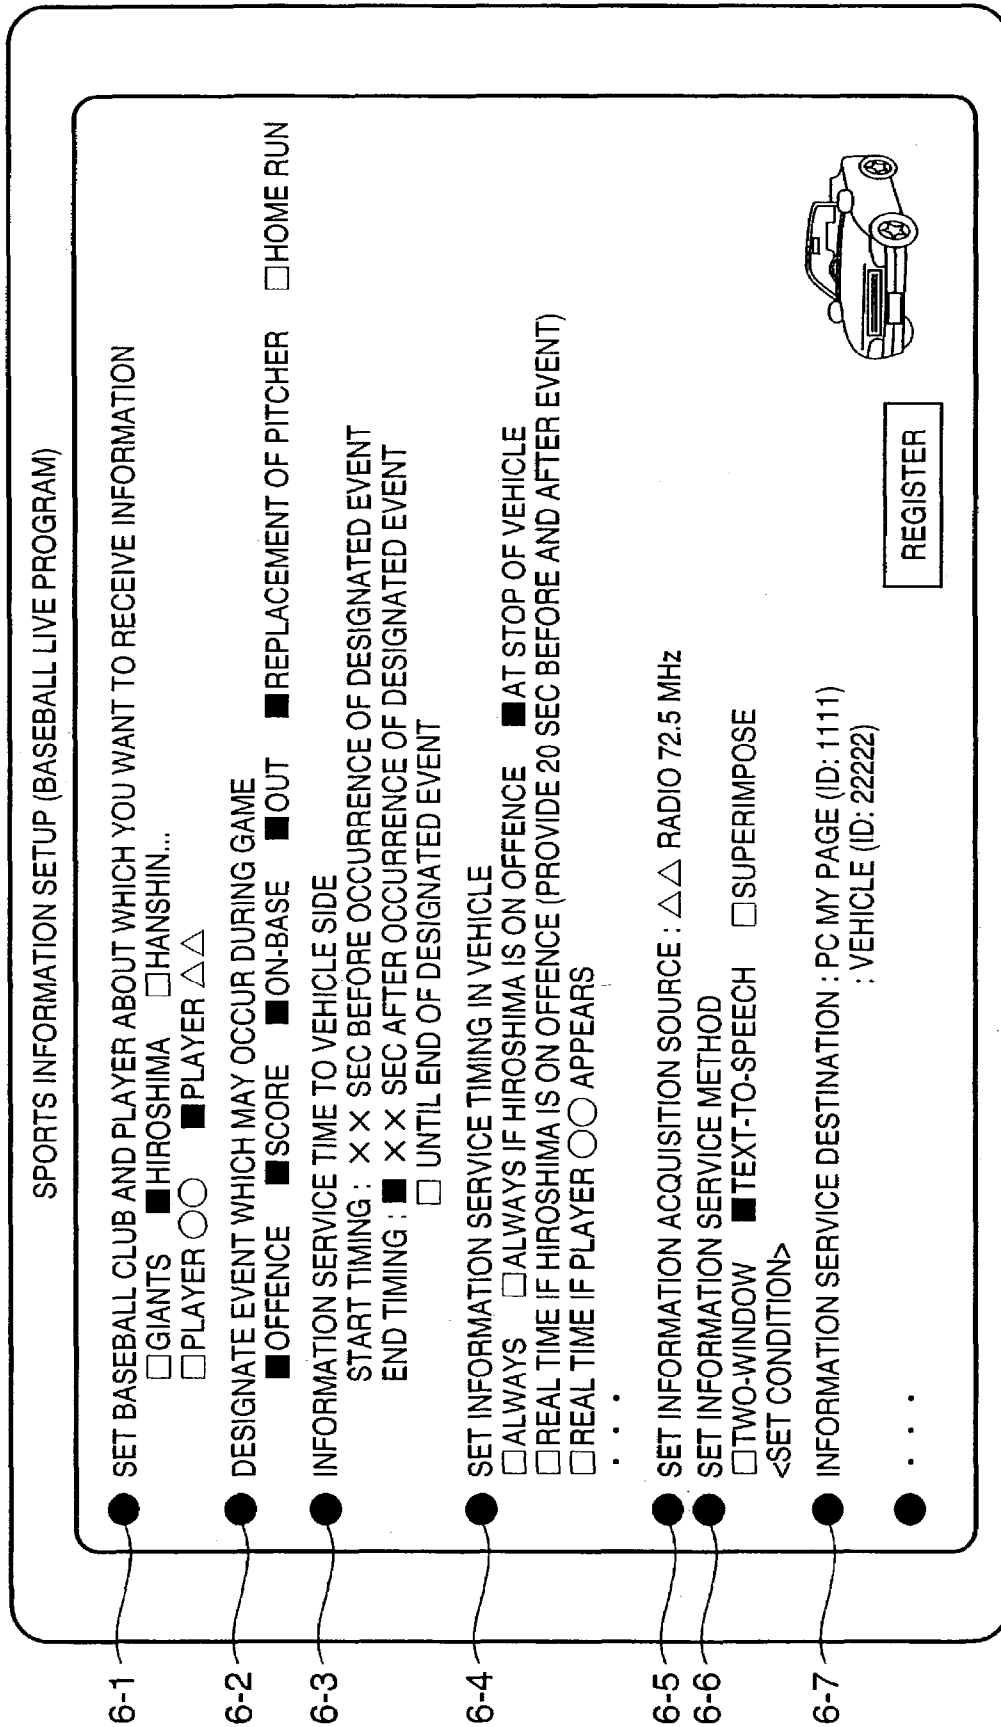 SPORTS INFORMATION SETUP (BASEBALL LIVE PROGRAM)
6-1 ● SET BASEBALL CLUB AND PLAYER ABOUT WHICH YOU WANT TO RECEIVE INFORMATION
□GIANTS ■HIROSHIMA □HANSHIN...
□PLAYER ○○ ■PLAYER △△
6-2 ● DESIGNATE EVENT WHICH MAY OCCUR DURING GAME
■OFFENCE ■SCORE ■ON-BASE ■OUT ■REPLACEMENT OF PITCHER □HOME RUN
6-3 ● INFORMATION SERVICE TIME TO VEHICLE SIDE
START TIMING : ×× SEC BEFORE OCCURRENCE OF DESIGNATED EVENT
END TIMING : ■ ×× SEC AFTER OCCURRENCE OF DESIGNATED EVENT
□ UNTIL END OF DESIGNATED EVENT
6-4 ● SET INFORMATION SERVICE TIMING IN VEHICLE
□ALWAYS □ALWAYS IF HIROSHIMA IS ON OFFENCE ■AT STOP OF VEHICLE
□REAL TIME IF HIROSHIMA IS ON OFFENCE (PROVIDE 20 SEC BEFORE AND AFTER EVENT)
□REAL TIME IF PLAYER ○○ APPEARS
. . .
6-5 ● SET INFORMATION ACQUISITION SOURCE : △△ RADIO 72.5 MHz
6-6 ● SET INFORMATION SERVICE METHOD
□TWO-WINDOW ■TEXT-TO-SPEECH □SUPERIMPOSE
<SET CONDITION>
6-7 ● INFORMATION SERVICE DESTINATION : PC MY PAGE (ID: 1111)
: VEHICLE (ID: 22222)
● . . .
REGISTER